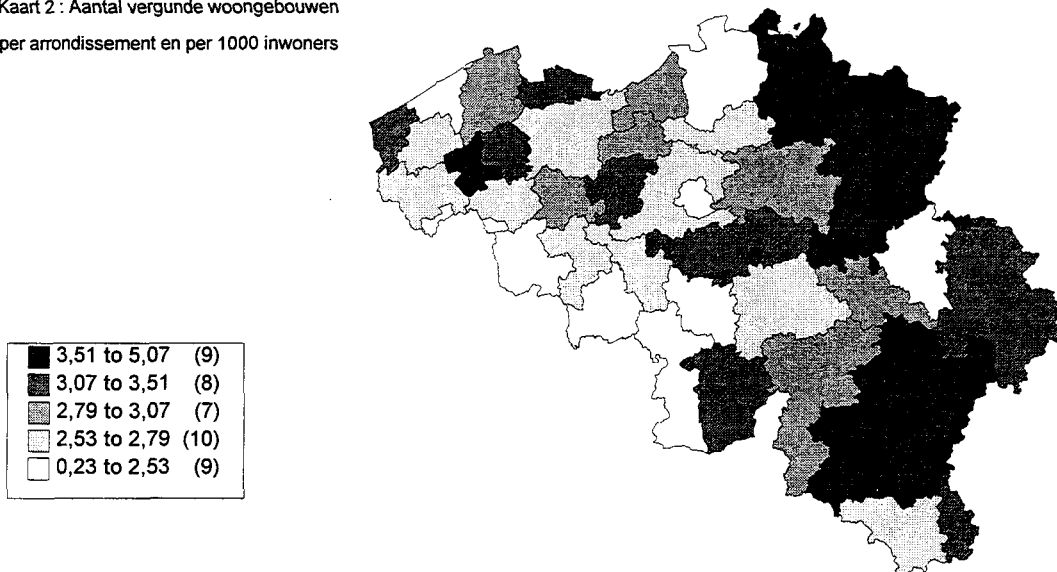 Kaart 2 : Aantal vergunde woongebouwen
per arrondissement en per 1000 inwoners
3,51 to 5,07 (9)
3,07 to 3,51 (8)
2,79 to 3,07 (7)
2,53 to 2,79 (10)
0,23 to 2,53 (9)